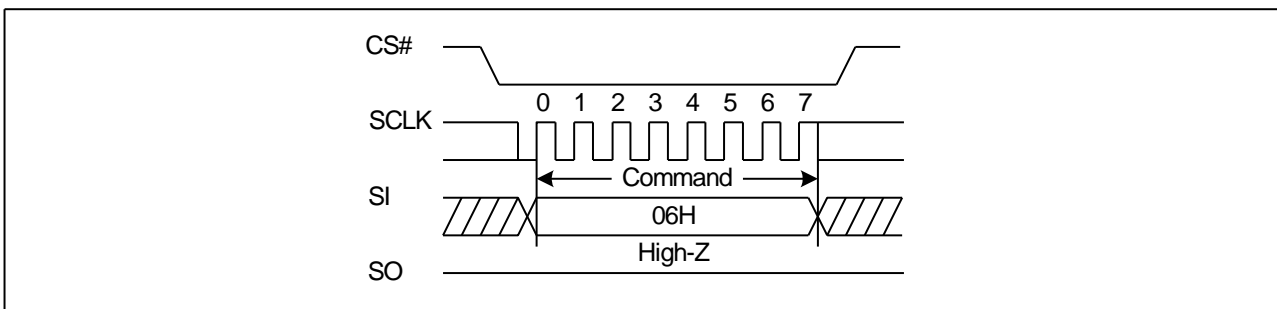 CS#
0 1 2 3 4 5 6 7
SCLK
Command
SI
06H
High-Z
SO